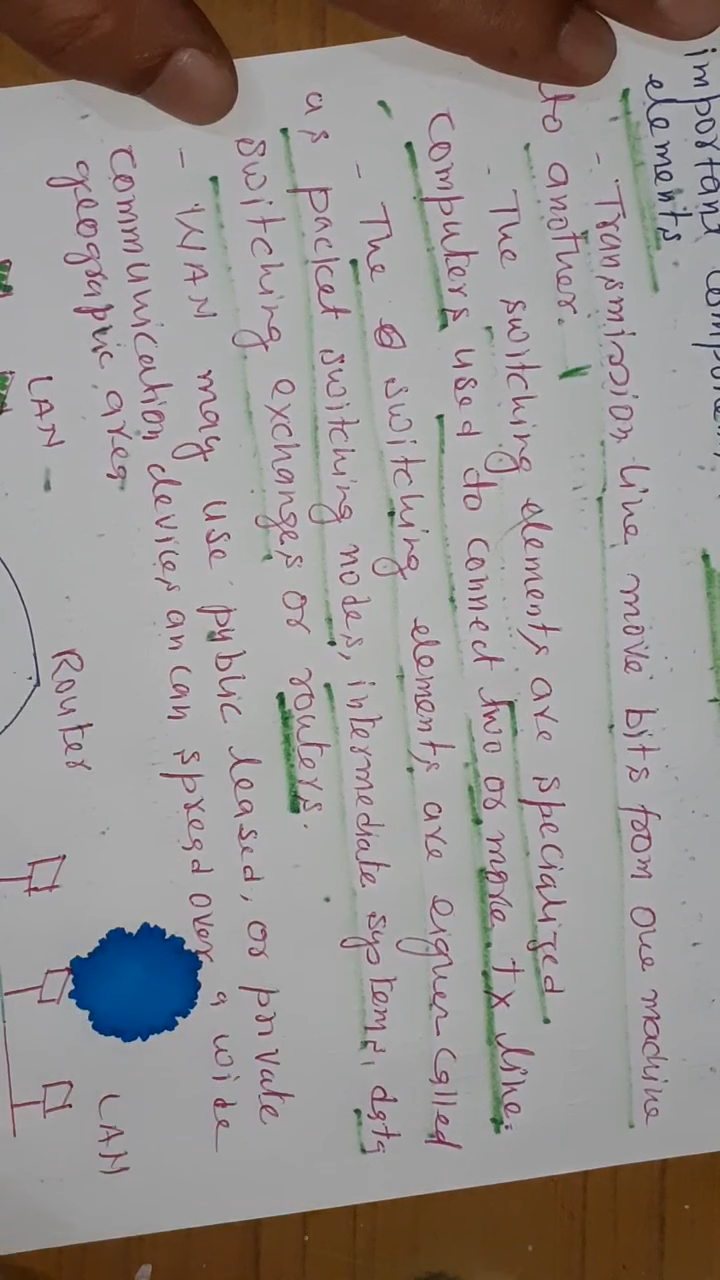 important
elements.
- Transmission line move bits from one machine
to another.
- The switching elements are specialized
computers used to connect two or more tx line.
- The switching elements are eigher called
as packet switching nodes, intermediate systems, data
switching exchanges or routers.
- WAN may use public leased, or private
communication devices an can spread over a wide
geographic area
LAN
Router
LAN